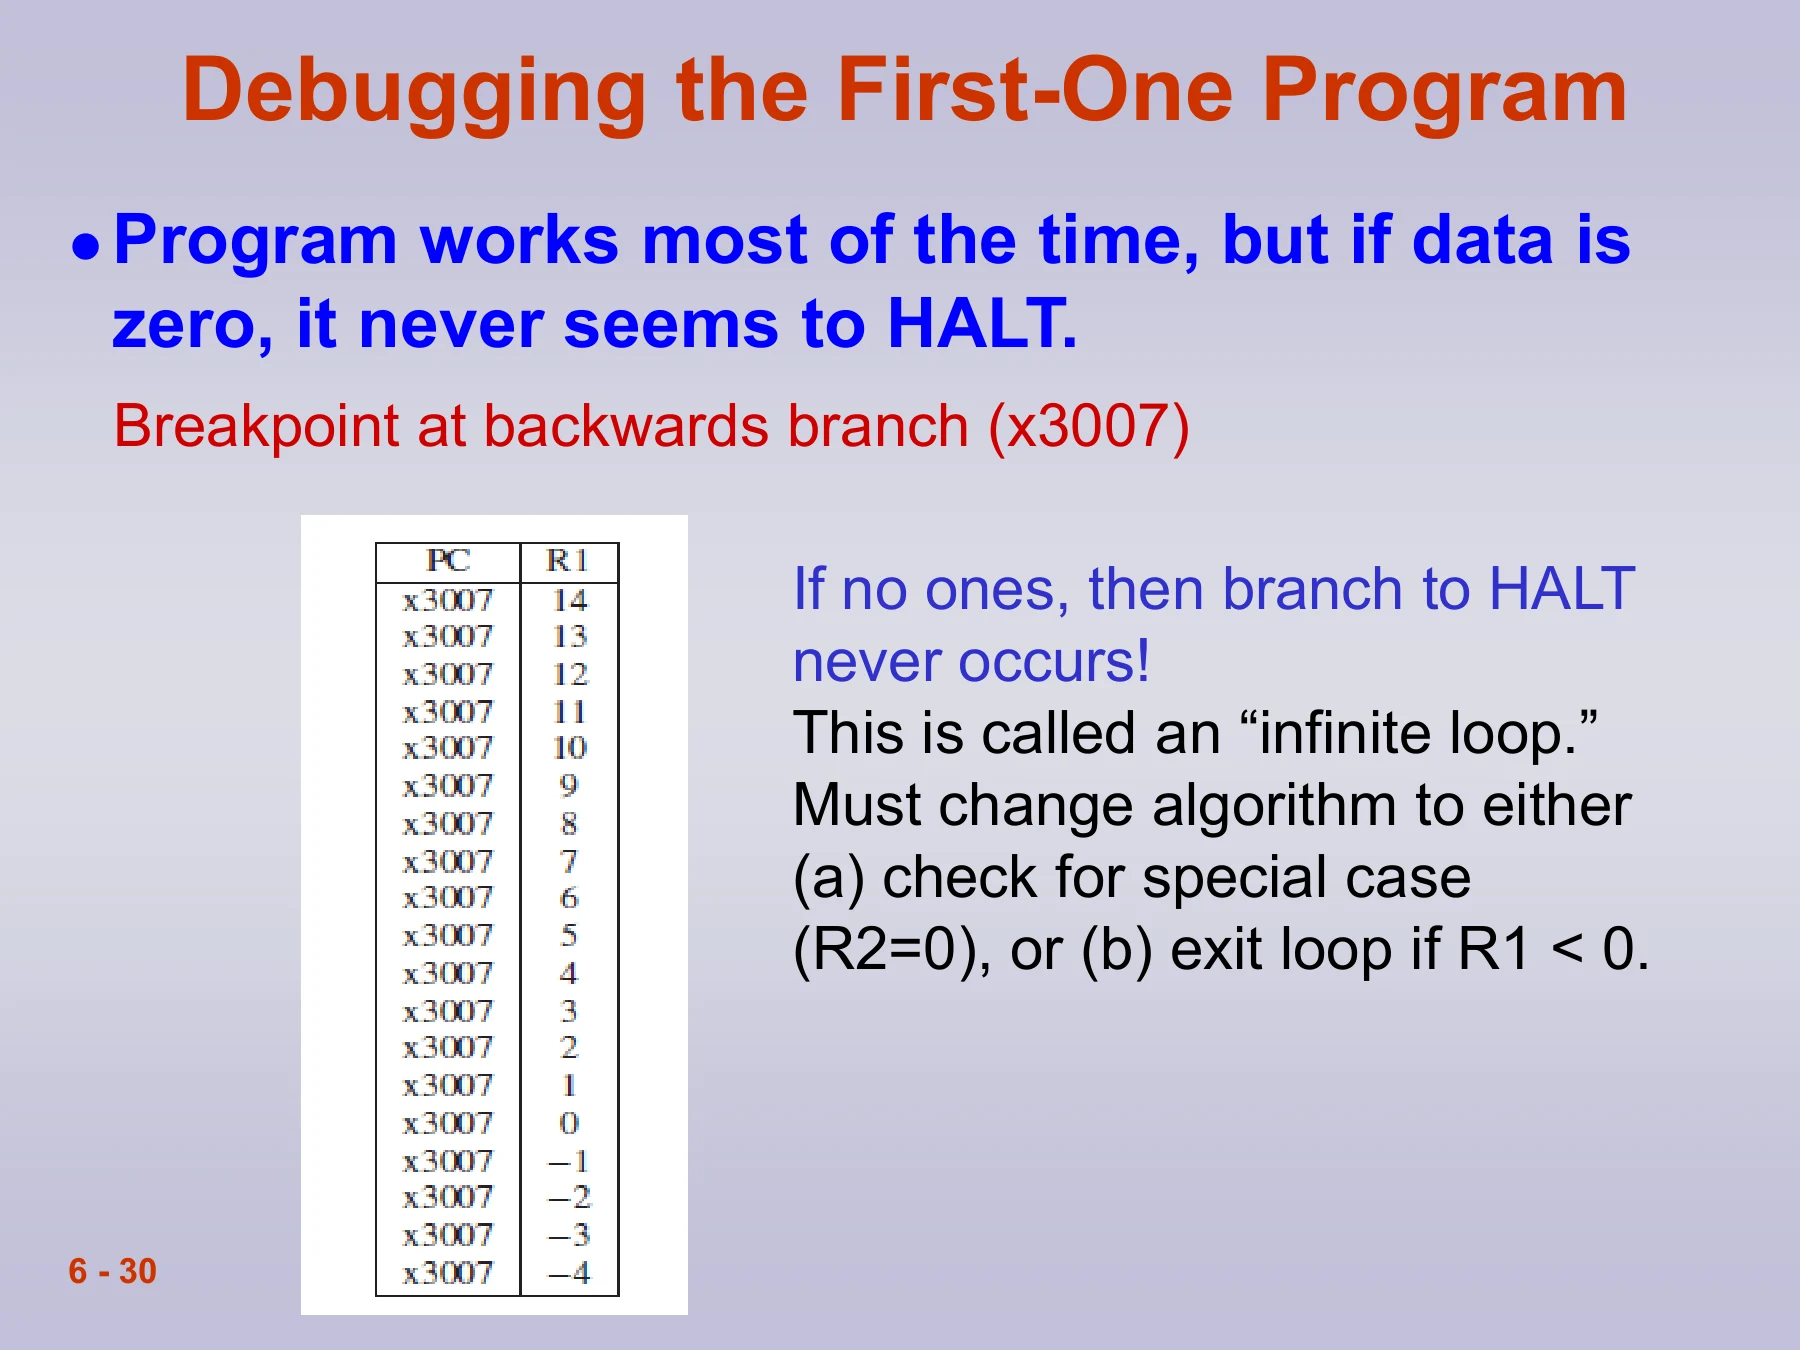 Debugging the First-One Program
● Program works most of the time, but if data is
zero, it never seems to HALT.
Breakpoint at backwards branch (x3007)
PC R1
x3007 14
x3007 13
x3007 12
x3007 11
x3007 10
x3007 9
x3007 8
x3007 7
x3007 6
x3007 5
x3007 4
x3007 3
x3007 2
x3007 1
x3007 0
x3007 −1
x3007 −2
x3007 −3
x3007 −4
If no ones, then branch to HALT
never occurs!
This is called an “infinite loop.”
Must change algorithm to either
(a) check for special case
(R2=0), or (b) exit loop if R1 < 0.
6 - 30